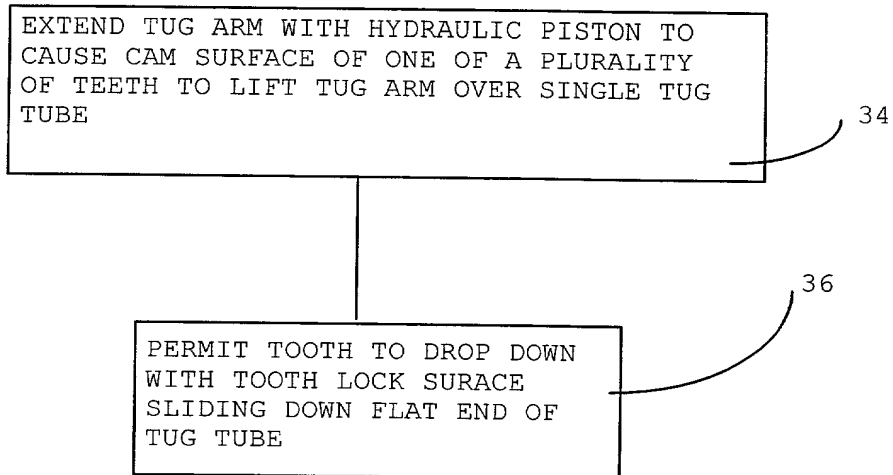 EXTEND TUG ARM WITH HYDRAULIC PISTON TO
CAUSE CAM SURFACE OF ONE OF A PLURALITY
OF TEETH TO LIFT TUG ARM OVER SINGLE TUG
TUBE
34
36
PERMIT TOOTH TO DROP DOWN
WITH TOOTH LOCK SURACE
SLIDING DOWN FLAT END OF
TUG TUBE